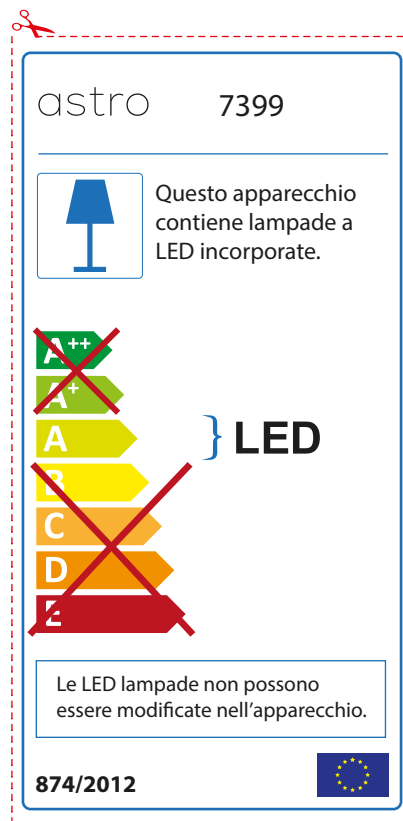 astro 7399
Questo apparecchio
contiene lampade a
LED incorporate.
A++
A+
A
LED
B
C
D
E
Le LED lampade non possono
essere modificate nell'apparecchio.
874/2012